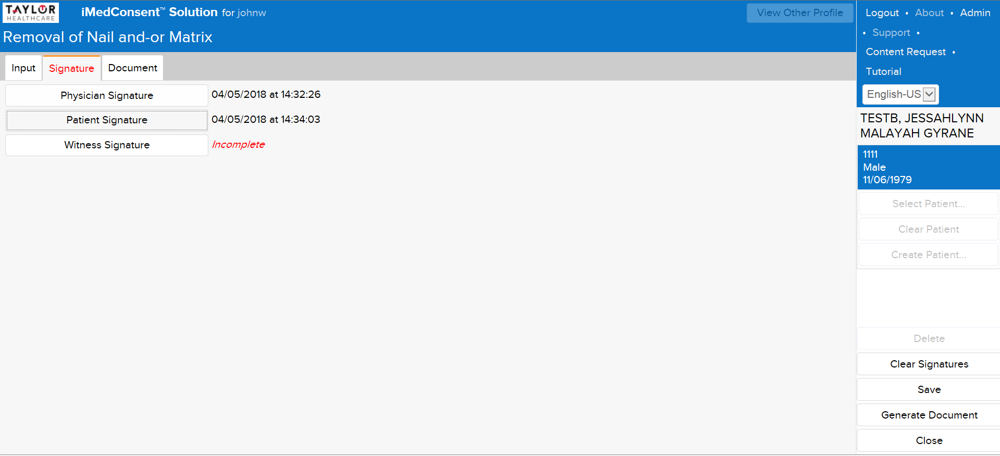 TAYLOR
HEALTHCARE
iMedConsent™ Solution for johnw
View Other Profile
Removal of Nail and-or Matrix
Logout • About • Admin
• Support •
Content Request •
Tutorial
English-US
Input
Signature
Document
Physician Signature 04/05/2018 at 14:32:26
Patient Signature 04/05/2018 at 14:34:03
Witness Signature Incomplete
TESTB, JESSAHLYNN
MALAYAH GYRANE
1111
Male
11/06/1979
Select Patient...
Clear Patient
Create Patient...
Delete
Clear Signatures
Save
Generate Document
Close